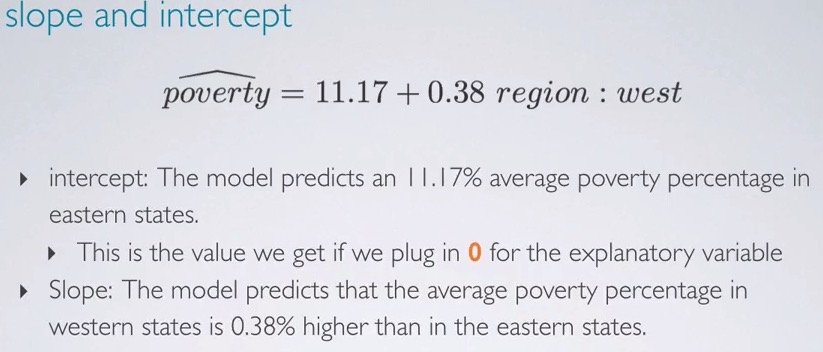 slope and intercept
poverty = 11.17 + 0.38 region : west
‣ intercept: The model predicts an 11.17% average poverty percentage in
eastern states.
‣ This is the value we get if we plug in 0 for the explanatory variable
‣ Slope: The model predicts that the average poverty percentage in
western states is 0.38% higher than in the eastern states.